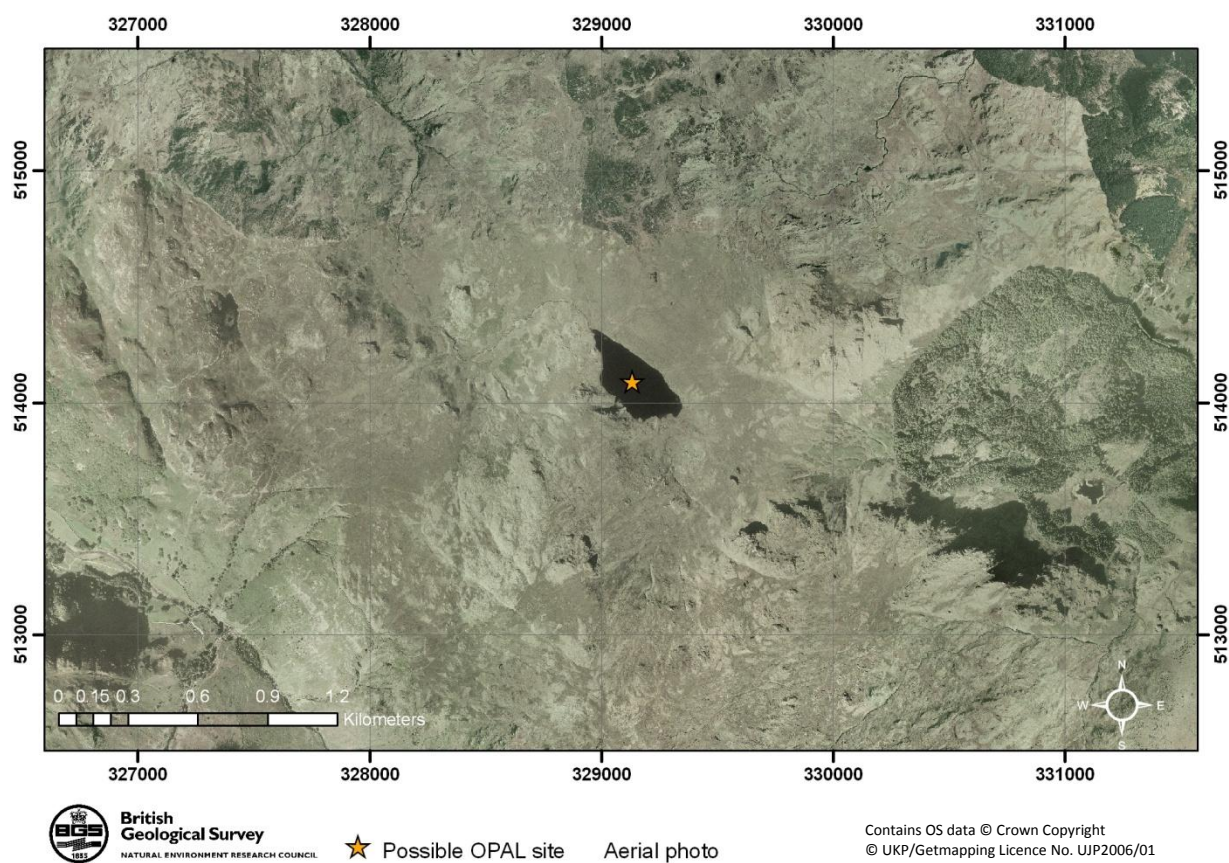 327000 328000 329000 330000 331000
515000 515000
514000 514000
513000 513000
N
W E
S
0 0.15 0.3 0.6 0.9 1.2
Kilometers
327000 328000 329000 330000 331000
BGS
1835
British
Geological Survey
NATURAL ENVIRONMENT RESEARCH COUNCIL
Possible OPAL site Aerial photo
Contains OS data © Crown Copyright
© UKP/Getmapping Licence No. UJP2006/01